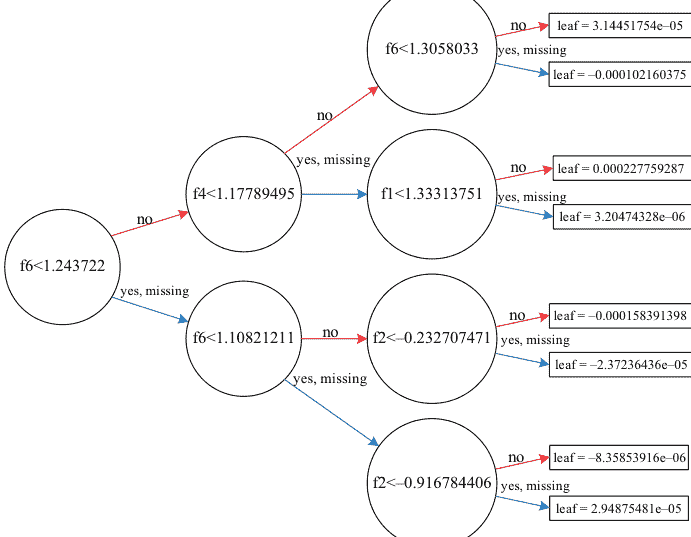 no
leaf = 3.14451754e–05
f6<1.3058033
yes, missing
leaf = –0.000102160375
no
yes, missing
no
leaf = 0.000227759287
f4<1.17789495
f1<1.33313751
yes, missing
leaf = 3.20474328e–06
no
f6<1.243722
yes, missing
no
leaf = –0.000158391398
f6<1.10821211
no
f2<–0.232707471
yes, missing
leaf = –2.37236436e–05
yes, missing
no
leaf = –8.35853916e–06
f2<–0.916784406
yes, missing
leaf = 2.94875481e–05